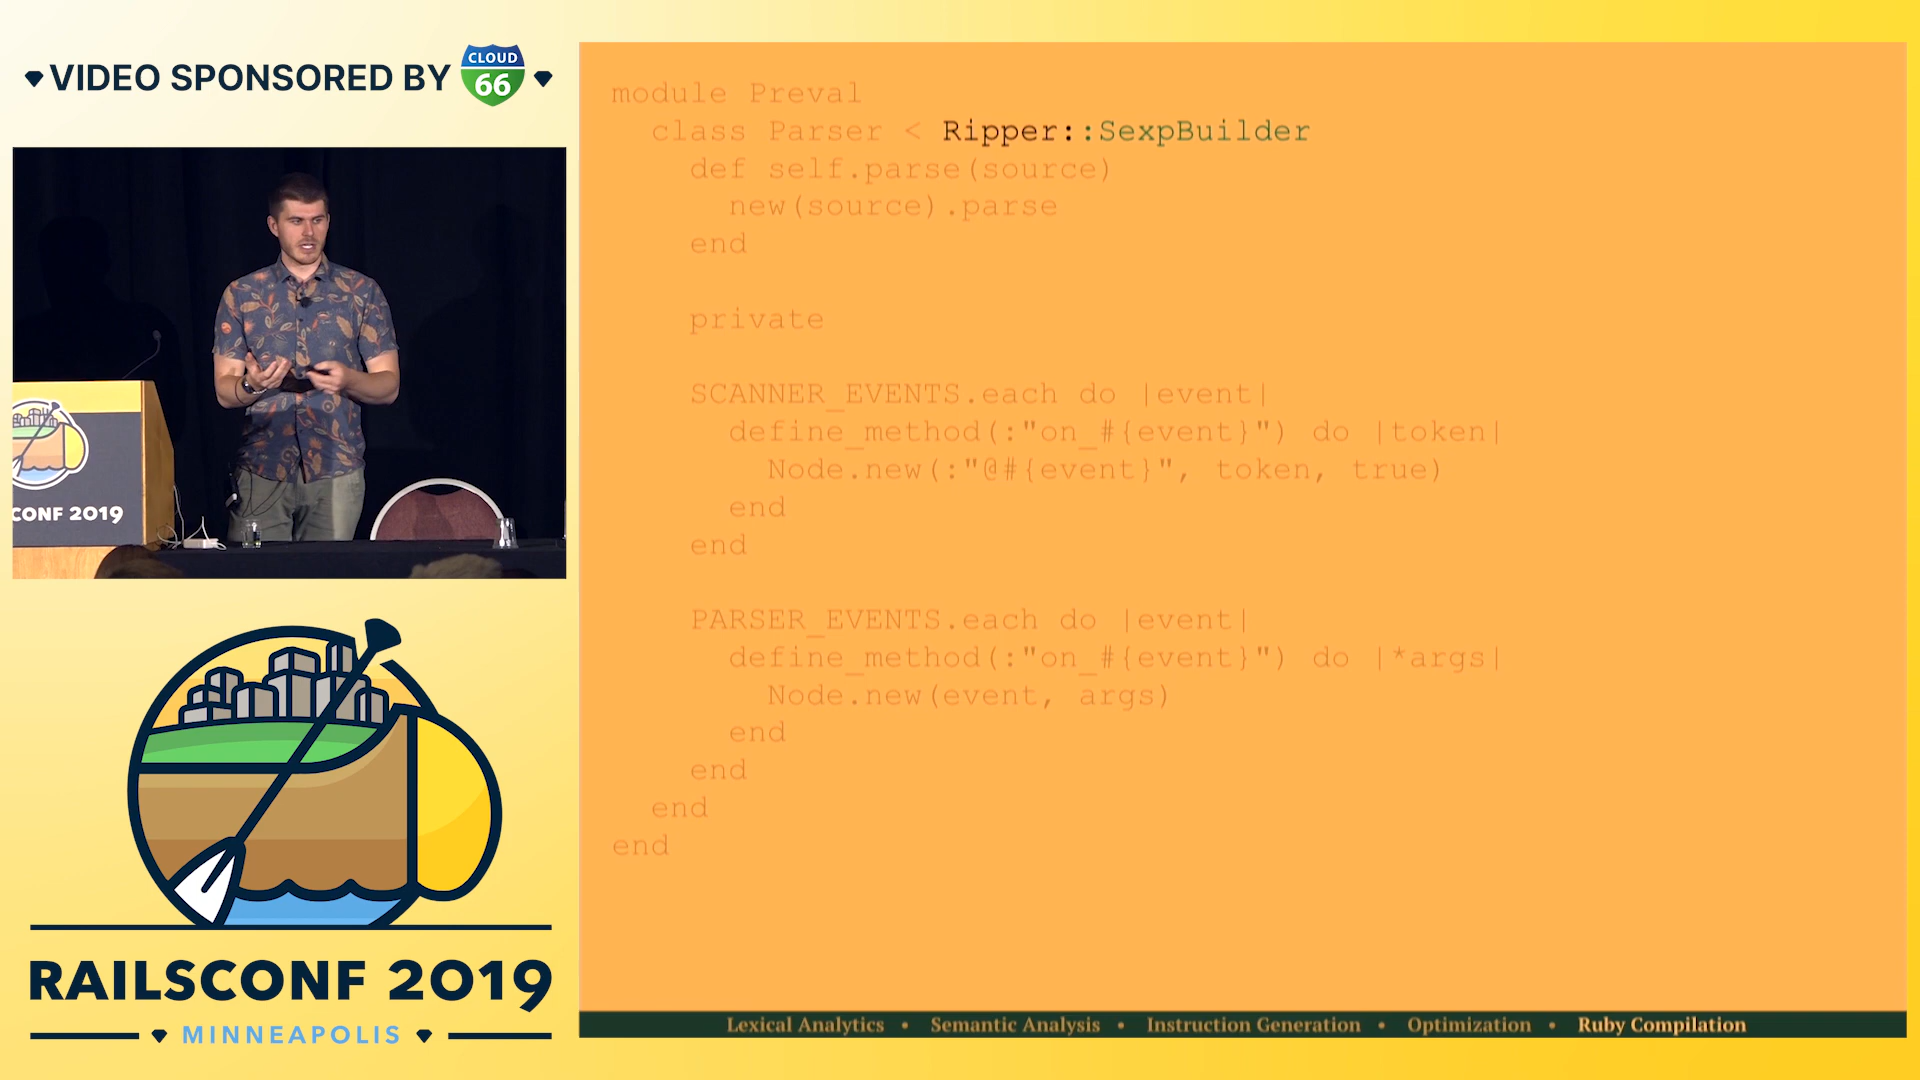 VIDEO SPONSORED BY CLOUD 66
CONF 2019
RAILSCONF 2019
MINNEAPOLIS
module Preval
  class Parser < Ripper::SexpBuilder
    def self.parse(source)
      new(source).parse
    end

    private

    SCANNER_EVENTS.each do |event|
      define_method(:"on_#{event}") do |token|
        Node.new(:"@#{event}", token, true)
      end
    end

    PARSER_EVENTS.each do |event|
      define_method(:"on_#{event}") do |*args|
        Node.new(event, args)
      end
    end
  end
end
Lexical Analytics • Semantic Analysis • Instruction Generation • Optimization • Ruby Compilation